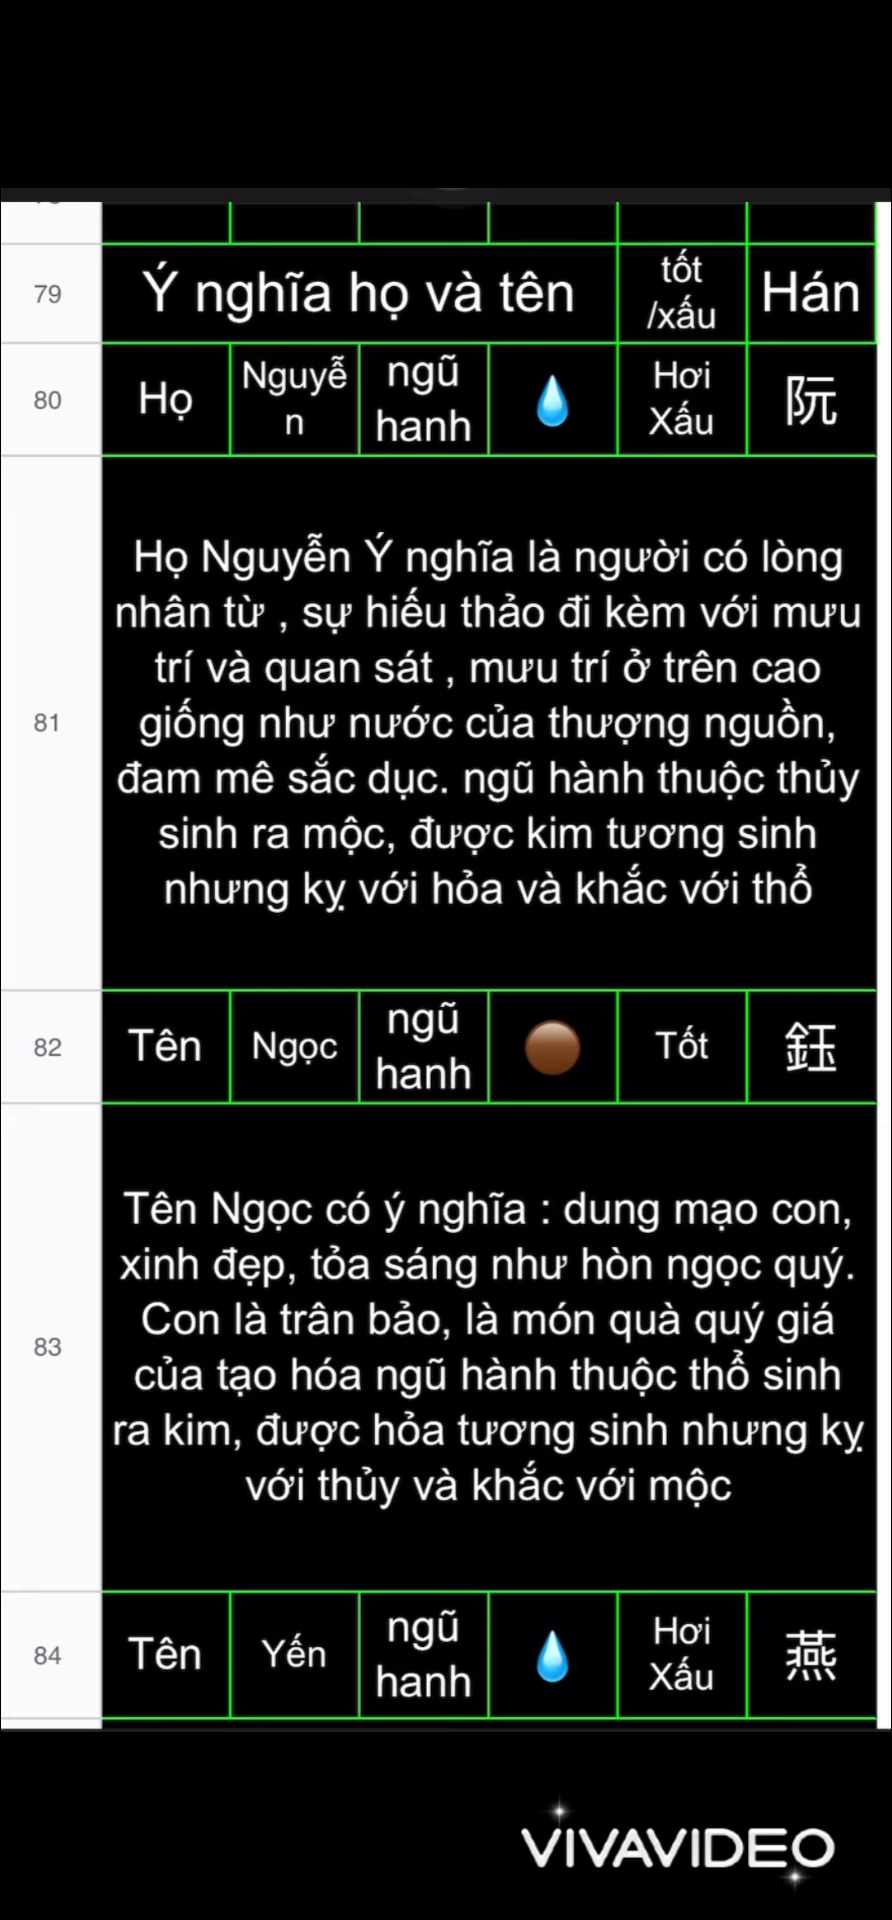 79
Ý nghĩa họ và tên
tốt
/xấu
Hán
80
Họ
Nguyễ
n
ngũ
hanh
Hơi
Xấu
阮
81
Họ Nguyễn Ý nghĩa là người có lòng
nhân từ , sự hiếu thảo đi kèm với mưu
trí và quan sát , mưu trí ở trên cao
giống như nước của thượng nguồn,
đam mê sắc dục. ngũ hành thuộc thủy
sinh ra mộc, được kim tương sinh
nhưng kỵ với hỏa và khắc với thổ
82
Tên
Ngọc
ngũ
hanh
Tốt
鈺
83
Tên Ngọc có ý nghĩa : dung mạo con,
xinh đẹp, tỏa sáng như hòn ngọc quý.
Con là trân bảo, là món quà quý giá
của tạo hóa ngũ hành thuộc thổ sinh
ra kim, được hỏa tương sinh nhưng kỵ
với thủy và khắc với mộc
84
Tên
Yến
ngũ
hanh
Hơi
Xấu
燕
VIVAVIDEO